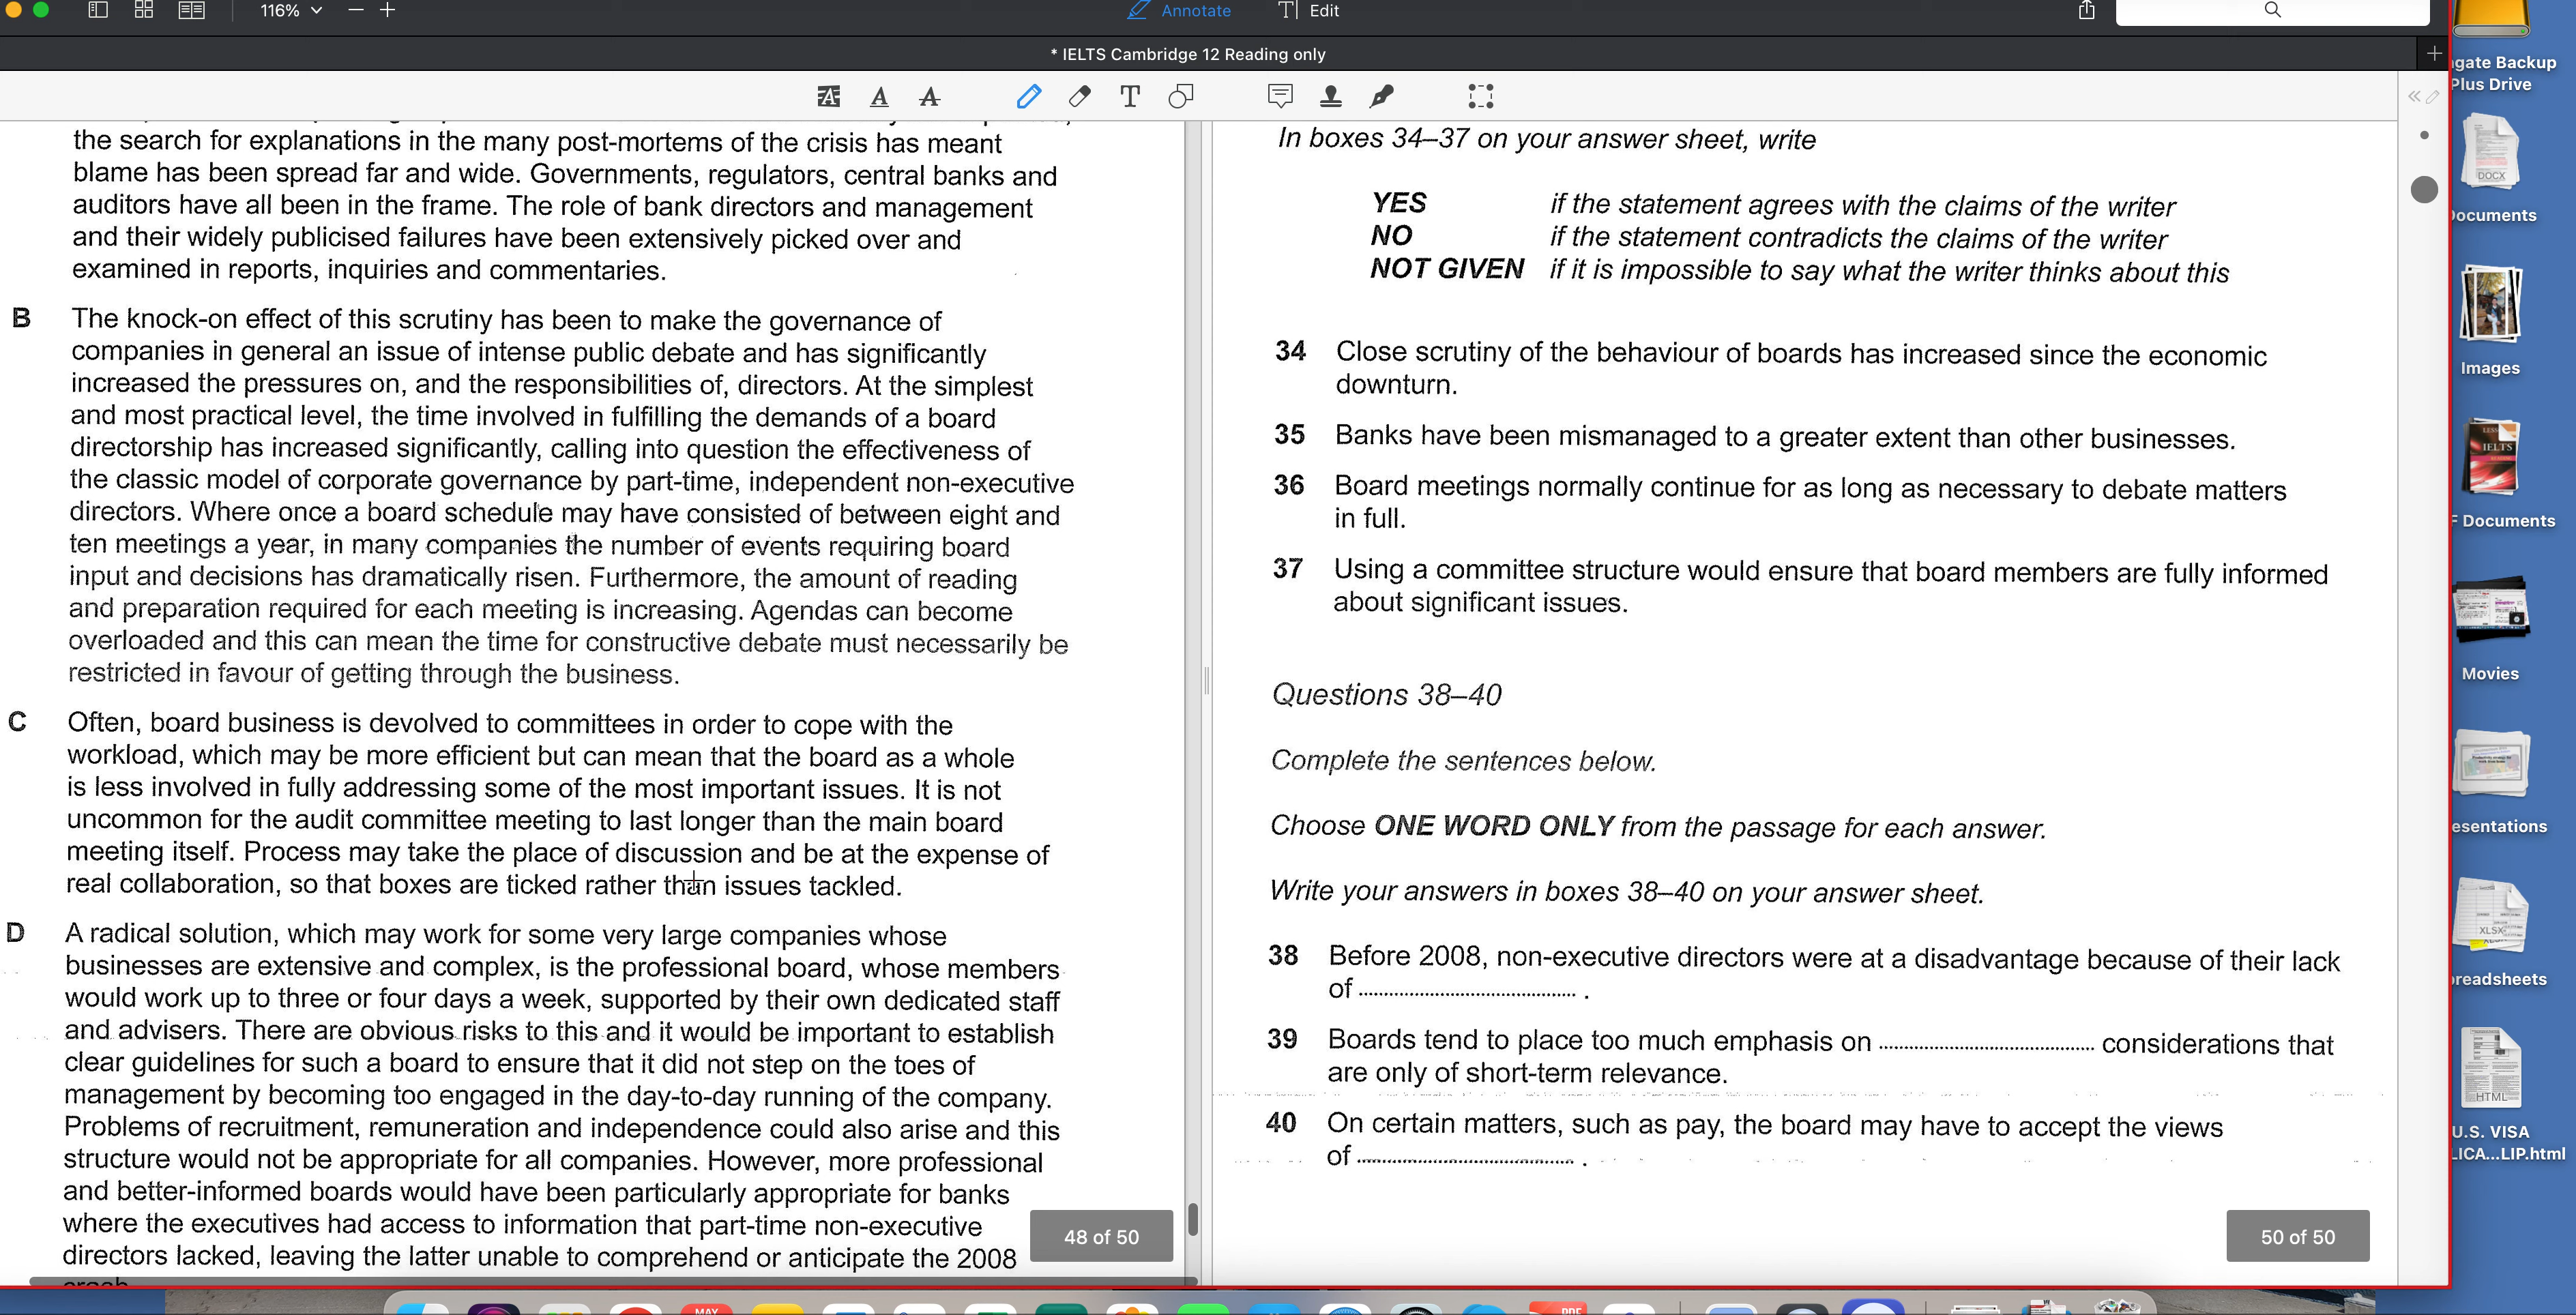 116%
Annotate
Edit
* IELTS Cambridge 12 Reading only
the search for explanations in the many post-mortems of the crisis has meant
blame has been spread far and wide. Governments, regulators, central banks and
auditors have all been in the frame. The role of bank directors and management
and their widely publicised failures have been extensively picked over and
examined in reports, inquiries and commentaries.
B The knock-on effect of this scrutiny has been to make the governance of
companies in general an issue of intense public debate and has significantly
increased the pressures on, and the responsibilities of, directors. At the simplest
and most practical level, the time involved in fulfilling the demands of a board
directorship has increased significantly, calling into question the effectiveness of
the classic model of corporate governance by part-time, independent non-executive
directors. Where once a board schedule may have consisted of between eight and
ten meetings a year, in many companies the number of events requiring board
input and decisions has dramatically risen. Furthermore, the amount of reading
and preparation required for each meeting is increasing. Agendas can become
overloaded and this can mean the time for constructive debate must necessarily be
restricted in favour of getting through the business.
C Often, board business is devolved to committees in order to cope with the
workload, which may be more efficient but can mean that the board as a whole
is less involved in fully addressing some of the most important issues. It is not
uncommon for the audit committee meeting to last longer than the main board
meeting itself. Process may take the place of discussion and be at the expense of
real collaboration, so that boxes are ticked rather than issues tackled.
D A radical solution, which may work for some very large companies whose
businesses are extensive and complex, is the professional board, whose members
would work up to three or four days a week, supported by their own dedicated staff
and advisers. There are obvious risks to this and it would be important to establish
clear guidelines for such a board to ensure that it did not step on the toes of
management by becoming too engaged in the day-to-day running of the company.
Problems of recruitment, remuneration and independence could also arise and this
structure would not be appropriate for all companies. However, more professional
and better-informed boards would have been particularly appropriate for banks
where the executives had access to information that part-time non-executive
directors lacked, leaving the latter unable to comprehend or anticipate the 2008
48 of 50
In boxes 34–37 on your answer sheet, write
YES if the statement agrees with the claims of the writer
NO if the statement contradicts the claims of the writer
NOT GIVEN if it is impossible to say what the writer thinks about this
34 Close scrutiny of the behaviour of boards has increased since the economic
downturn.
35 Banks have been mismanaged to a greater extent than other businesses.
36 Board meetings normally continue for as long as necessary to debate matters
in full.
37 Using a committee structure would ensure that board members are fully informed
about significant issues.
Questions 38–40
Complete the sentences below.
Choose ONE WORD ONLY from the passage for each answer.
Write your answers in boxes 38–40 on your answer sheet.
38 Before 2008, non-executive directors were at a disadvantage because of their lack
of .................................... .
39 Boards tend to place too much emphasis on .................................... considerations that
are only of short-term relevance.
40 On certain matters, such as pay, the board may have to accept the views
of .................................... .
50 of 50
gate Backup
Plus Drive
DOCX
ocuments
Images
IELTS
F Documents
Movies
esentations
XLSX
readsheets
HTML
U.S. VISA
LICA...LIP.html
MAY
PDF